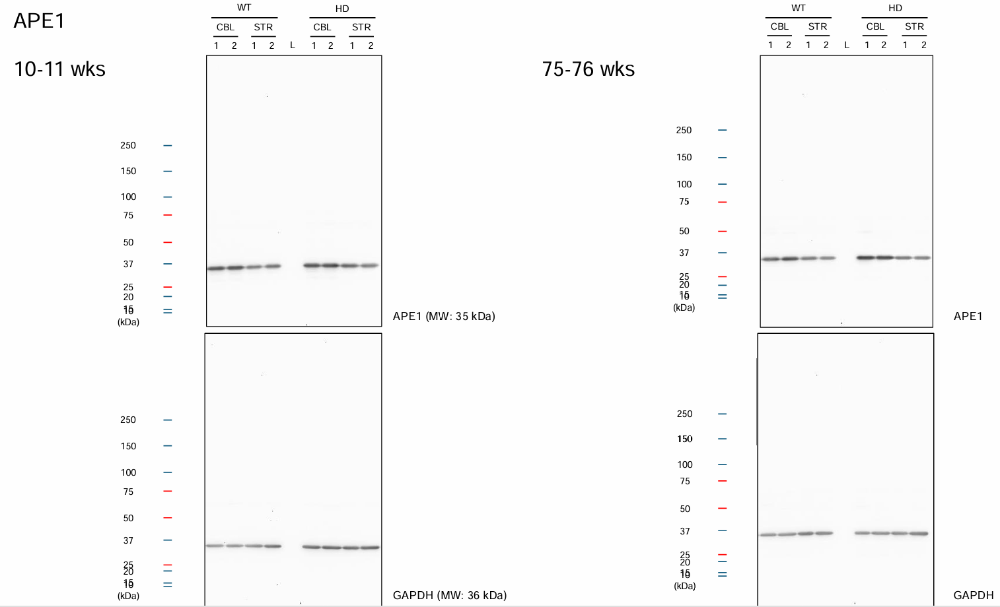 APE1
10-11 wks
WT HD
CBL STR CBL STR
1 2 1 2 L 1 2 1 2
250
150
100
75
50
37
25
20
15
10
(kDa)
APE1 (MW: 35 kDa)
250
150
100
75
50
37
25
20
15
10
(kDa)
GAPDH (MW: 36 kDa)
75-76 wks
WT HD
CBL STR CBL STR
1 2 1 2 L 1 2 1 2
250
150
100
75
50
37
25
20
15
10
(kDa)
APE1
250
150
100
75
50
37
25
20
15
10
(kDa)
GAPDH